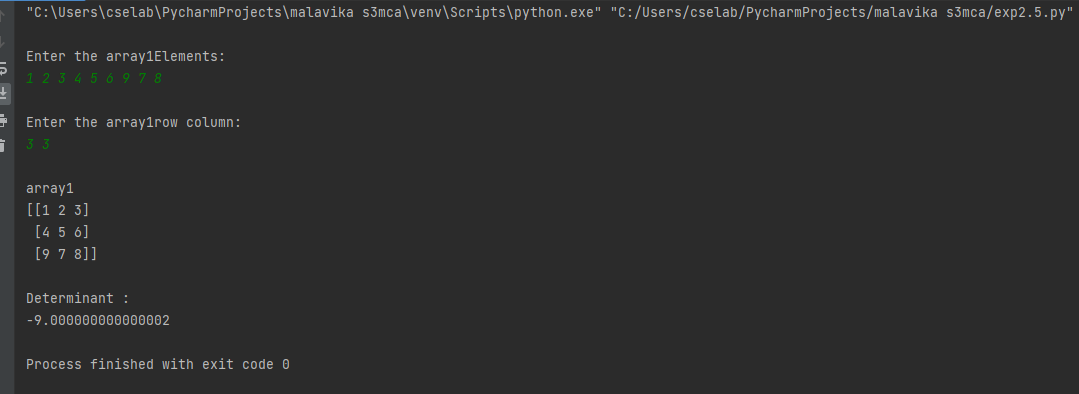 "C:\Users\cselab\PycharmProjects\malavika s3mca\venv\Scripts\python.exe" "C:/Users/cselab/PycharmProjects/malavika s3mca/exp2.5.py"
Enter the array1Elements:
1 2 3 4 5 6 9 7 8
Enter the array1row column:
3 3
array1
[[1 2 3]
 [4 5 6]
 [9 7 8]]
Determinant :
-9.000000000000002
Process finished with exit code 0